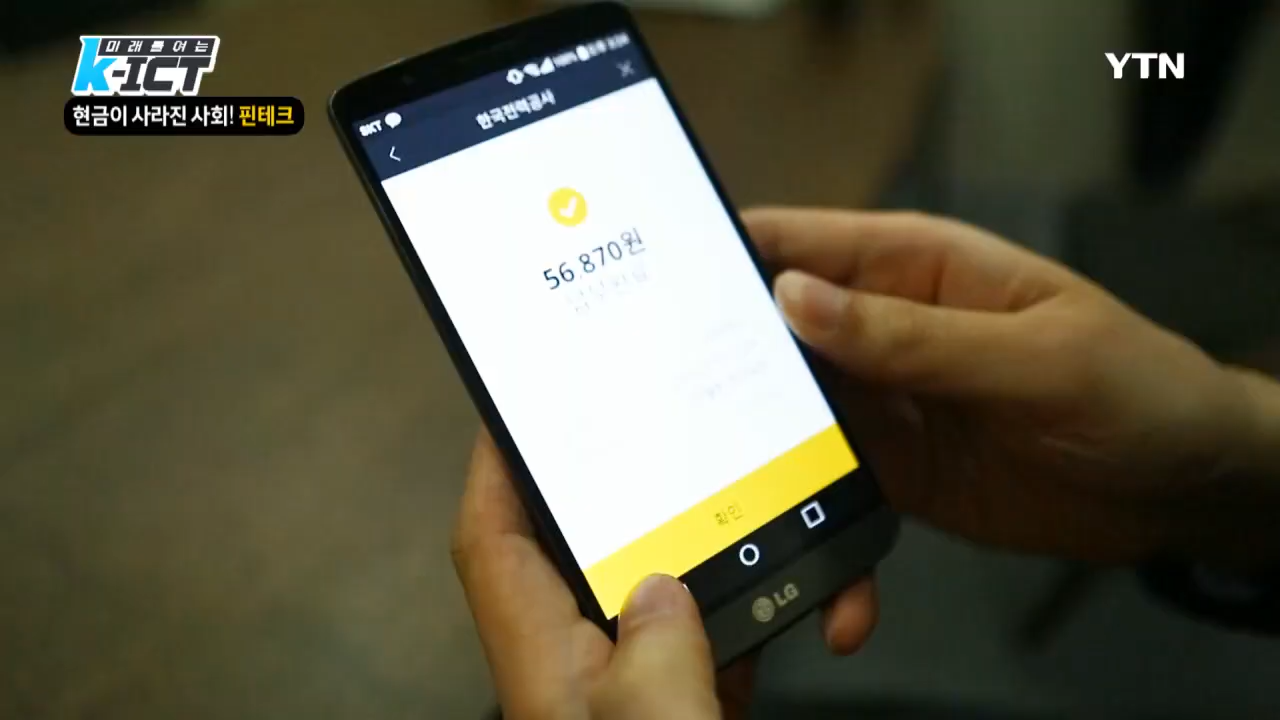 미래를여는
K-ICT
현금이 사라진 사회! 핀테크
YTN
SKT
한국전력공사
56,870원
확인
LG